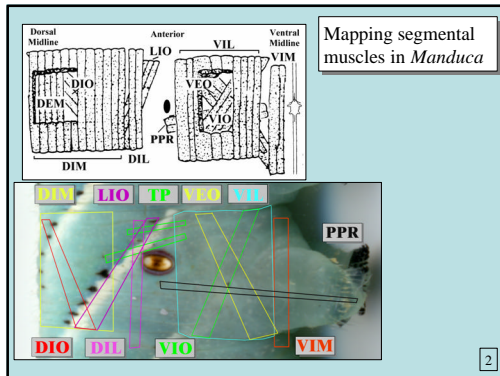 Mapping segmental
muscles in Manduca
Dorsal
Midline
Anterior
Ventral
Midline
LIO
VIL
VIM
DIO
DEM
VEO
VIO
PPR
DIL
DIM
DIM
LIO
TP
VEO
VIL
PPR
DIO
DIL
VIO
VIM
2